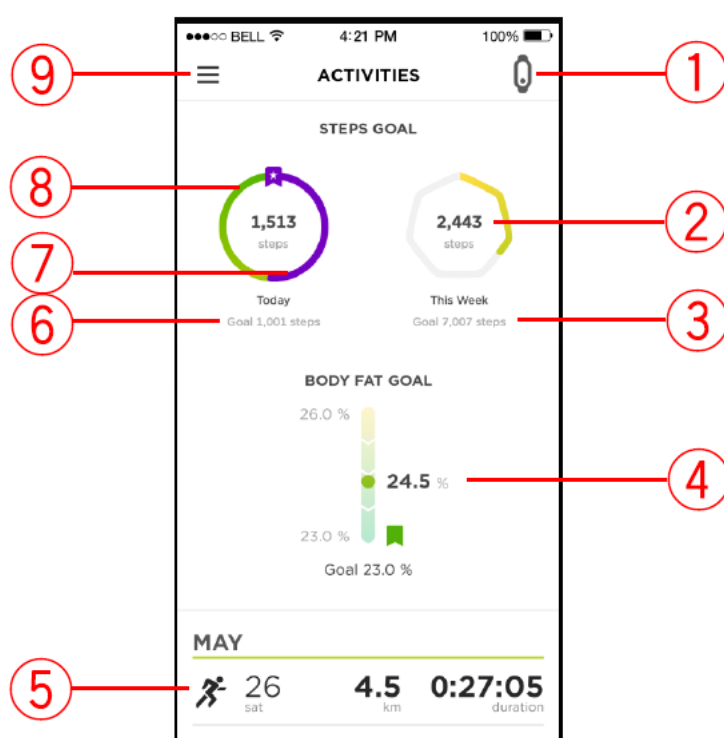 BELL 4:21 PM 100%
9 ACTIVITIES 1
STEPS GOAL
8
1,513 2,443 2
steps steps
7
Today This Week
6 Goal 1,001 steps Goal 7,007 steps 3
BODY FAT GOAL
26.0 %
24.5 % 4
23.0 %
Goal 23.0 %
MAY
5 26 4.5 0:27:05
sat km duration